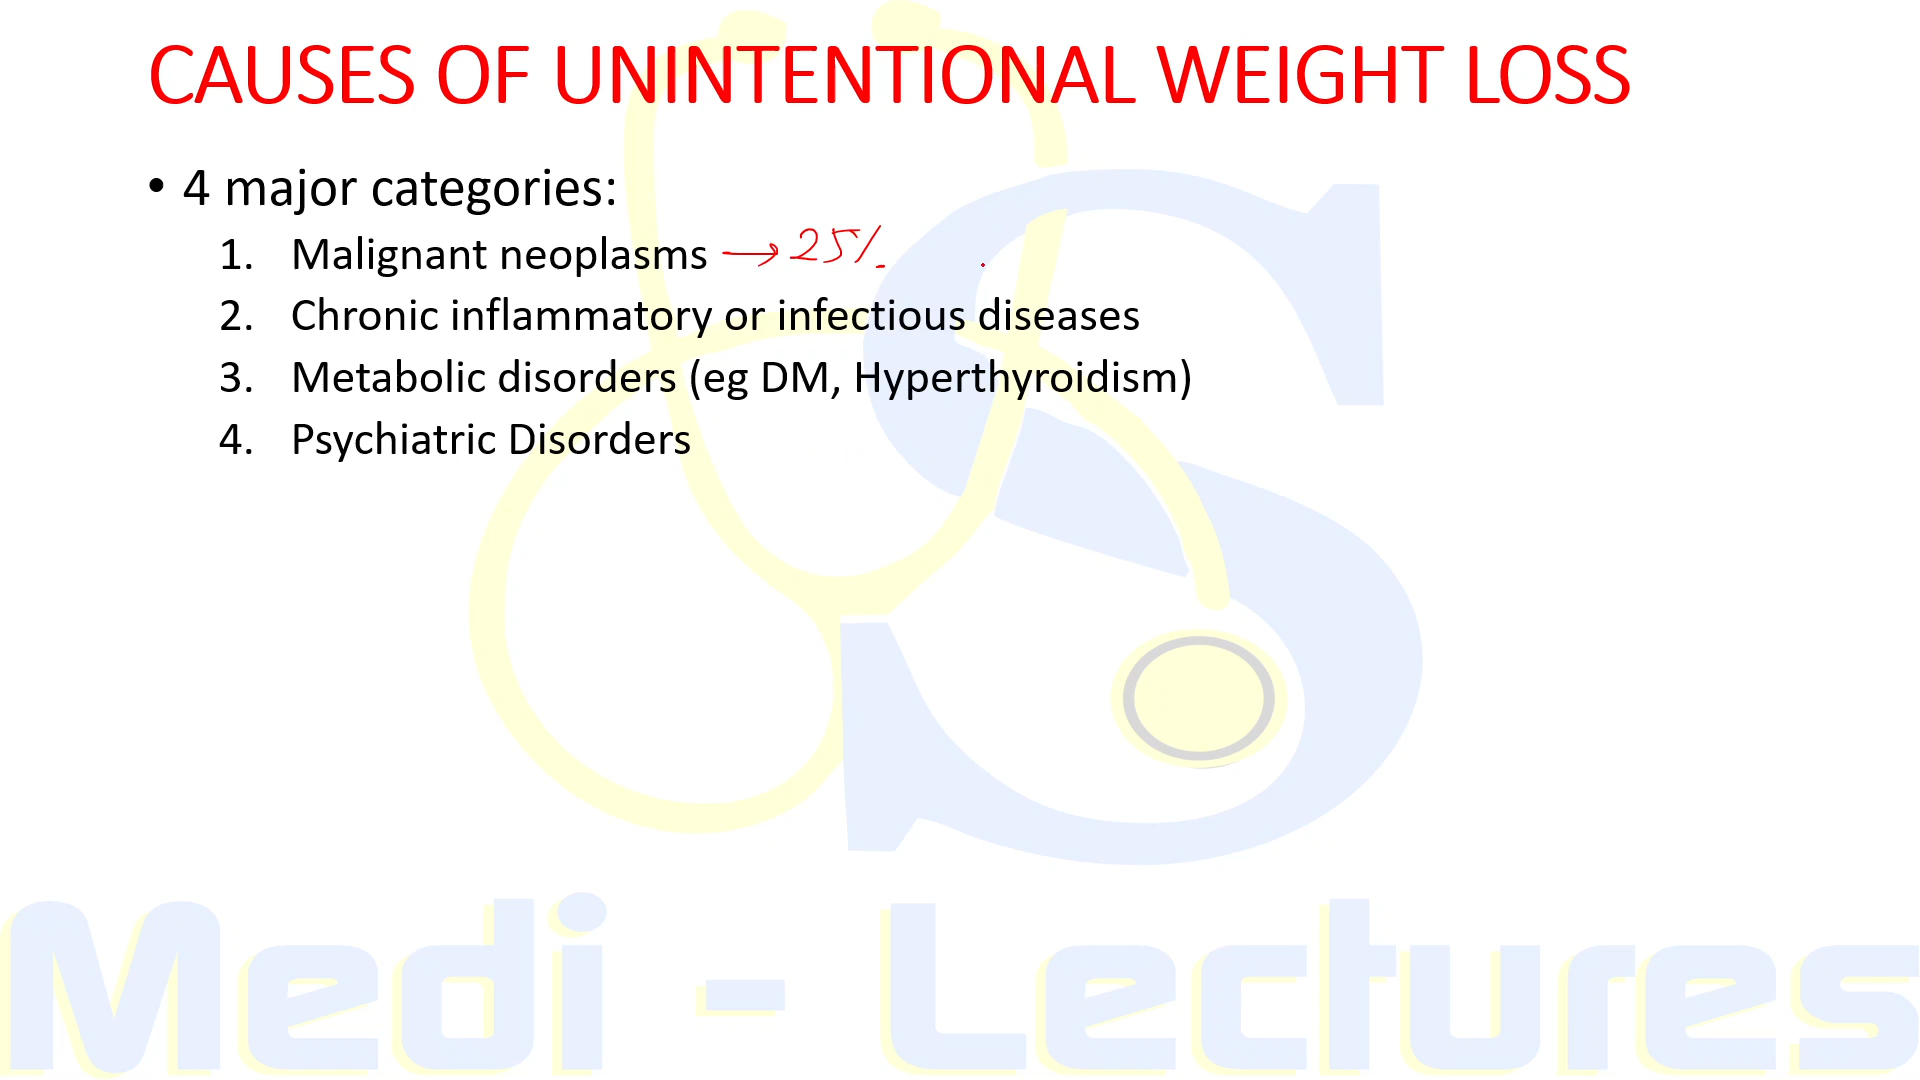 CAUSES OF UNINTENTIONAL WEIGHT LOSS
• 4 major categories:
1. Malignant neoplasms → 25%
2. Chronic inflammatory or infectious diseases
3. Metabolic disorders (eg DM, Hyperthyroidism)
4. Psychiatric Disorders
S
Medi - Lectures